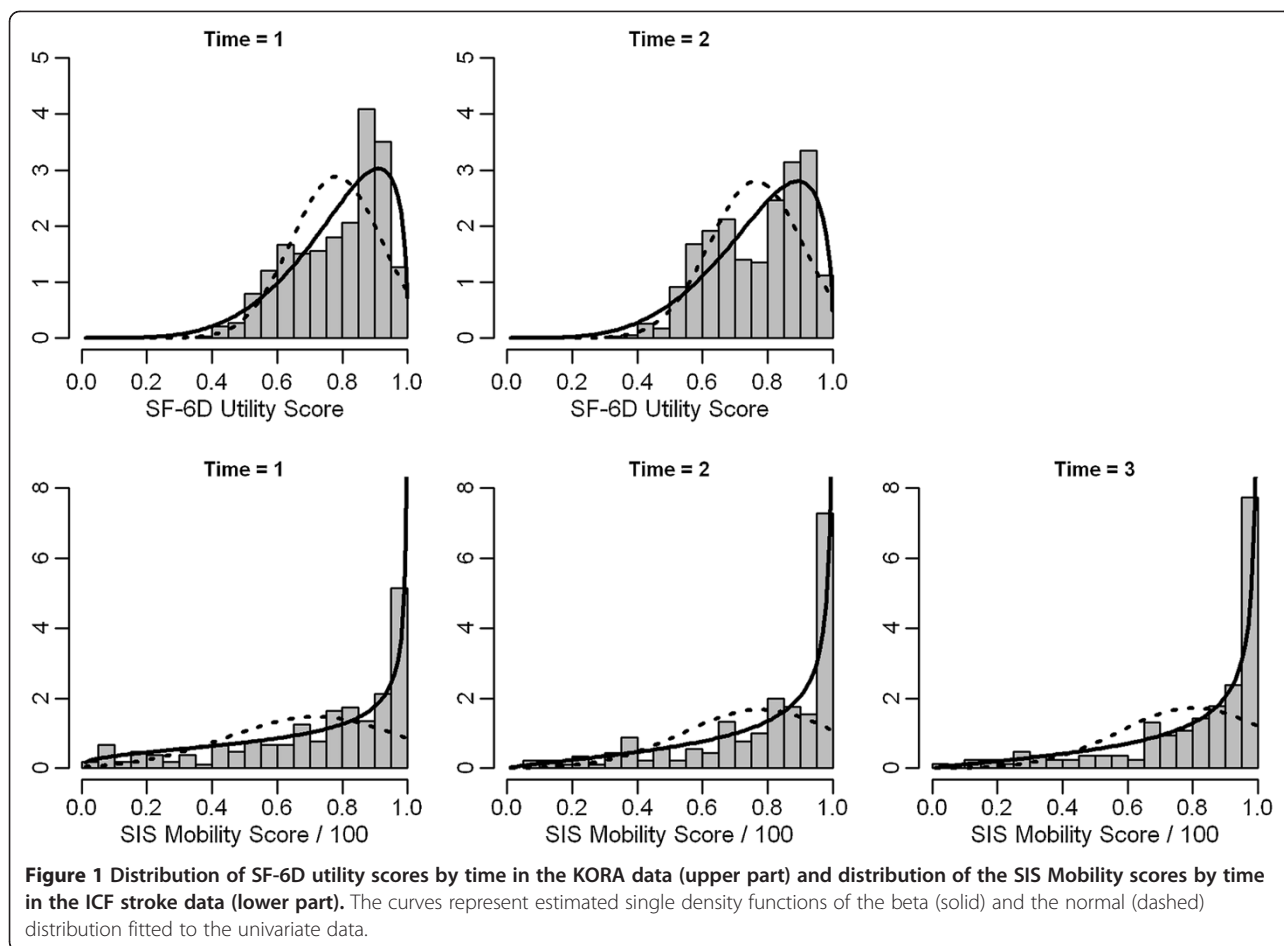 Time = 1
Time = 2
5
4
3
2
1
0
5
4
3
2
1
0
0.0 0.2 0.4 0.6 0.8 1.0
0.0 0.2 0.4 0.6 0.8 1.0
SF-6D Utility Score
SF-6D Utility Score
Time = 1
Time = 2
Time = 3
8
6
4
2
0
8
6
4
2
0
8
6
4
2
0
0.0 0.2 0.4 0.6 0.8 1.0
0.0 0.2 0.4 0.6 0.8 1.0
0.0 0.2 0.4 0.6 0.8 1.0
SIS Mobility Score / 100
SIS Mobility Score / 100
SIS Mobility Score / 100
Figure 1 Distribution of SF-6D utility scores by time in the KORA data (upper part) and distribution of the SIS Mobility scores by time
in the ICF stroke data (lower part). The curves represent estimated single density functions of the beta (solid) and the normal (dashed)
distribution fitted to the univariate data.